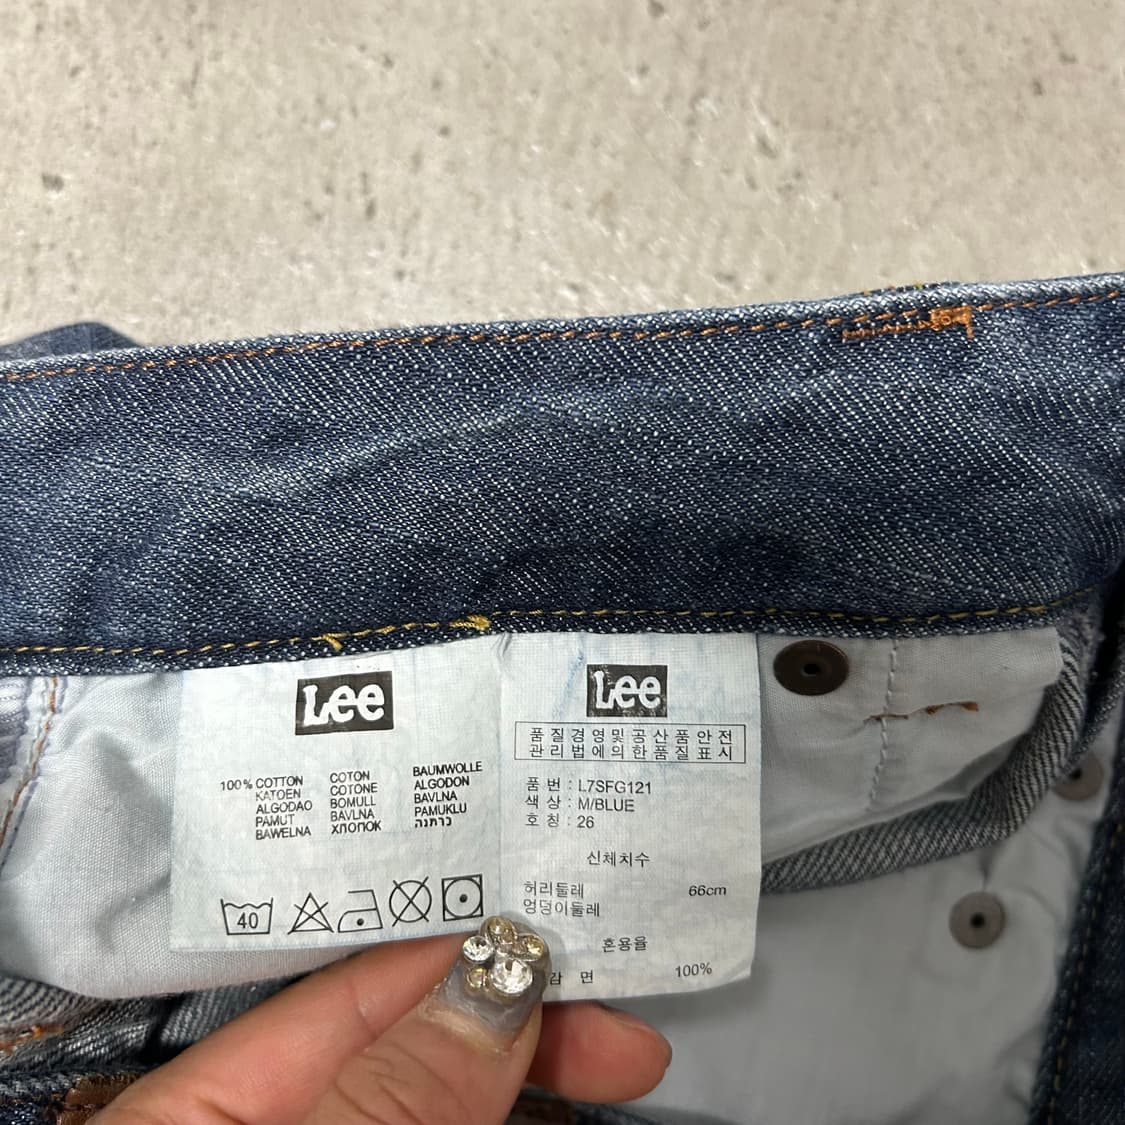 Lee
100% COTTON
KATOEN
ALGODAO
PAMUT
BAWELNA
COTON
COTONE
BOMULL
BAVLNA
ХЛОПОК
BAUMWOLLE
ALGODON
BAVLNA
PAMUKLU
כותנה
40
Lee
품질경영및공산품안전
관리법에의한품질표시
품 번 : L7SFG121
색 상 : M/BLUE
호 칭 : 26
신체치수
허리둘레 66cm
엉덩이둘레
혼용율
감 면 100%